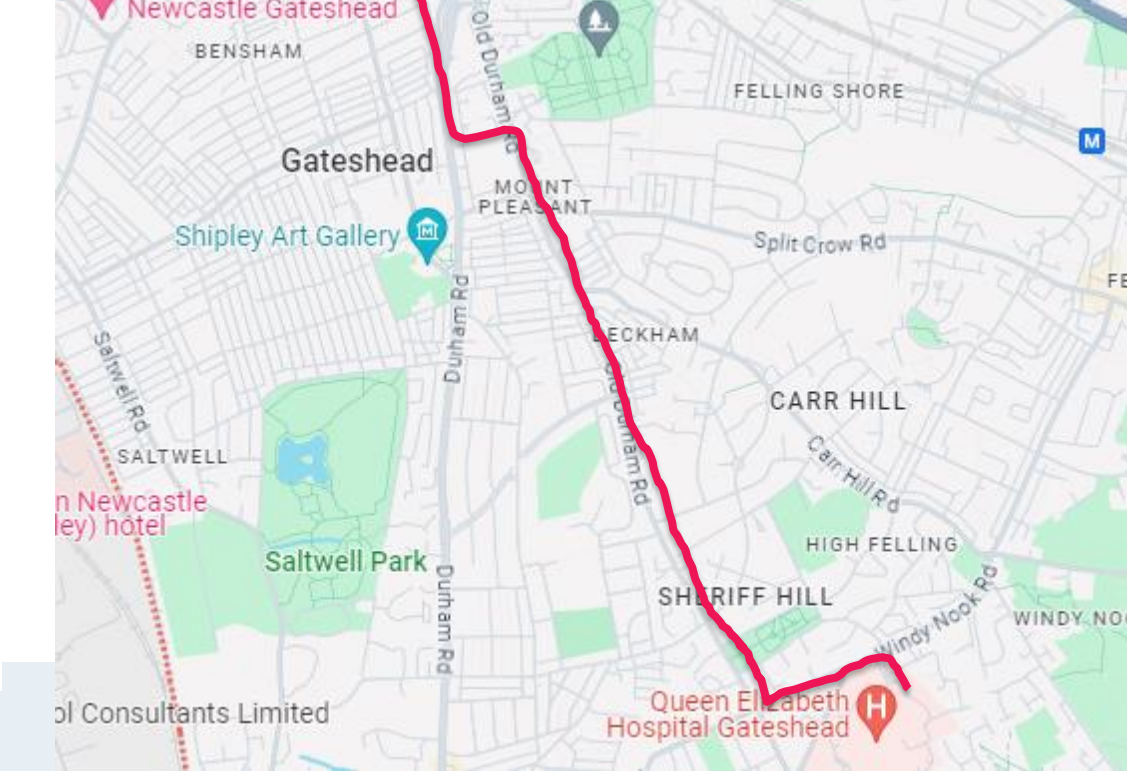 Newcastle Gateshead
BENSHAM
Old Durham Rd
FELLING SHORE
M
Gateshead
MOUNT
PLEASANT
Shipley Art Gallery
Split Crow Rd
FE
Durham Rd
Saltwell Rd
BECKHAM
Old Durham Rd
CARR HILL
SALTWELL
Carr Hill Rd
n Newcastle
ley) hotel
HIGH FELLING
Saltwell Park
Durham Rd
SHERIFF HILL
Windy Nook Rd
WINDY NO
Queen Elizabeth
Hospital Gateshead
H
ol Consultants Limited